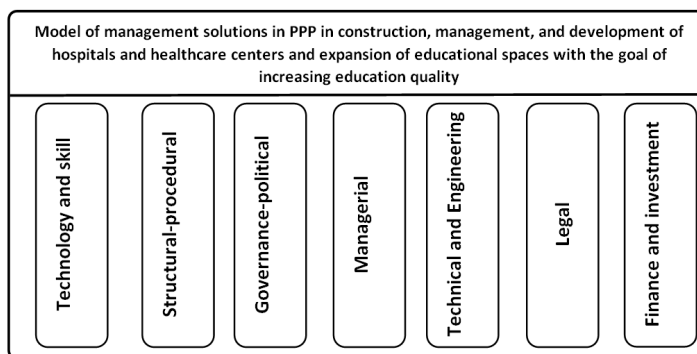 Model of management solutions in PPP in construction, management, and development of
hospitals and healthcare centers and expansion of educational spaces with the goal of
increasing education quality
Technology and skill
Structural-procedural
Governance-political
Managerial
Technical and Engineering
Legal
Finance and investment